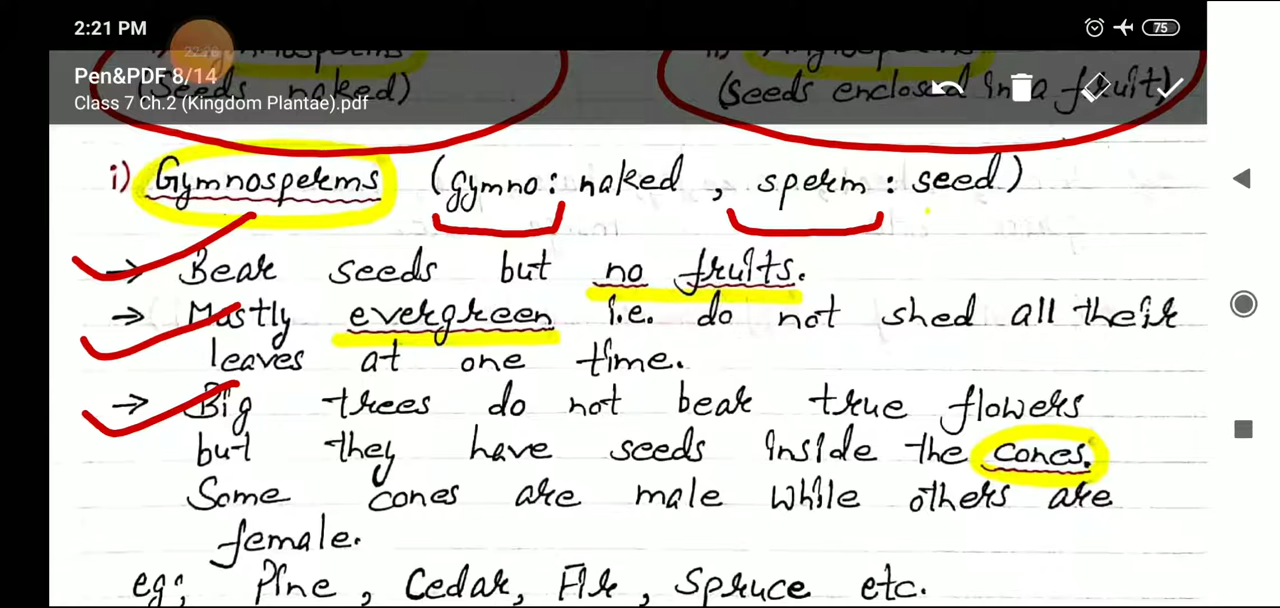 2:21 PM
75
22:28
Pen&PDF 8/14
Class 7 Ch.2 (Kingdom Plantae).pdf
(Seeds naked)
(seeds enclosed in a fruit)
i) Gymnosperms (gymno: naked, sperm: seed)
→ Bear seeds but no fruits.
→ Mostly evergreen i.e. do not shed all their
leaves at one time.
→ Big trees do not bear true flowers
but they have seeds inside the cones.
Some cones are male while others are
female.
eg; Pine, Cedar, Fir, Spruce etc.